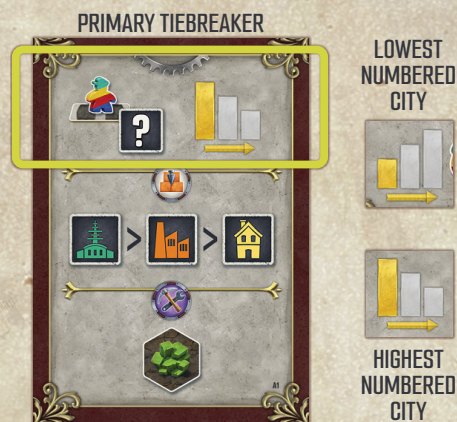 PRIMARY TIEBREAKER
LOWEST
NUMBERED
CITY
?
> >
A1
HIGHEST
NUMBERED
CITY